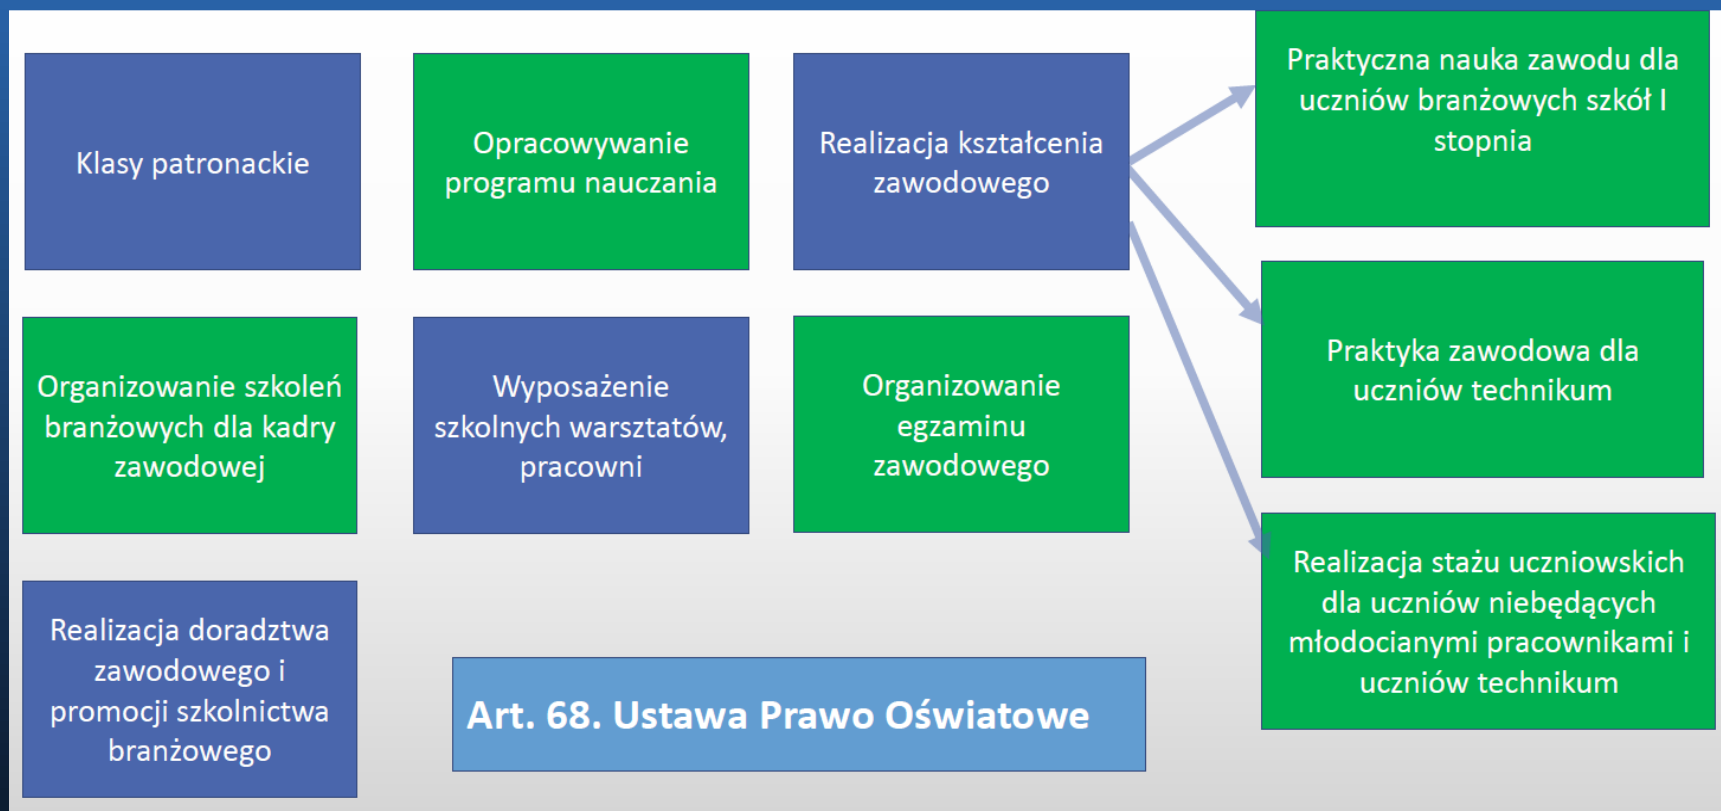 Klasy patronackie
Opracowywanie
programu nauczania
Realizacja kształcenia
zawodowego
Praktyczna nauka zawodu dla
uczniów branżowych szkół I
stopnia
Organizowanie szkoleń
branżowych dla kadry
zawodowej
Wyposażenie
szkolnych warsztatów,
pracowni
Organizowanie
egzaminu
zawodowego
Praktyka zawodowa dla
uczniów technikum
Realizacja doradztwa
zawodowego i
promocji szkolnictwa
branżowego
Art. 68. Ustawa Prawo Oświatowe
Realizacja stażu uczniowskich
dla uczniów niebędących
młodocianymi pracownikami i
uczniów technikum